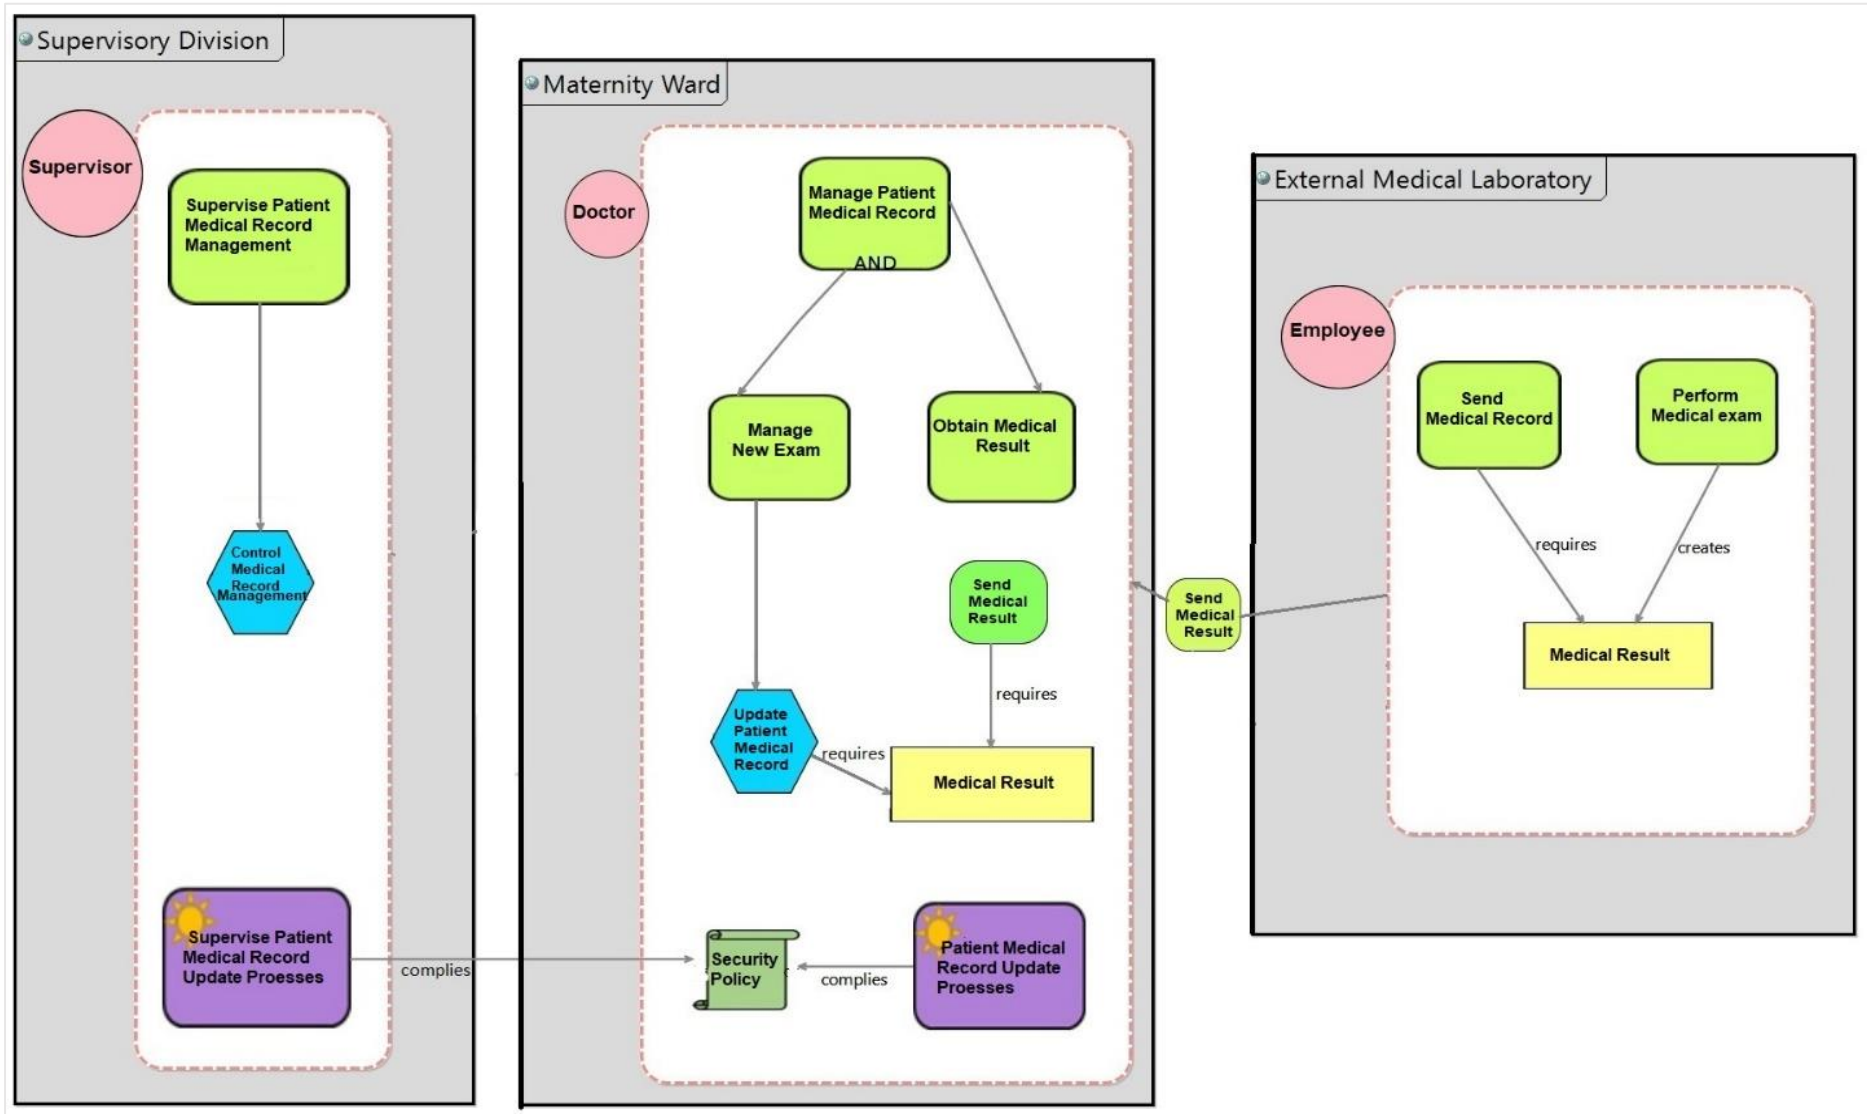 Supervisory Division
Supervisor
Supervise Patient
Medical Record
Management
Control
Medical
Record
Management
Supervise Patient
Medical Record
Update Proesses
complies
Maternity Ward
Doctor
Manage Patient
Medical Record
AND
Manage
New Exam
Obtain Medical
Result
Send
Medical
Result
requires
Update
Patient
Medical
Record
requires
Medical Result
Security
Policy
complies
Patient Medical
Record Update
Proesses
Send
Medical
Result
External Medical Laboratory
Employee
Send
Medical Record
Perform
Medical exam
requires
creates
Medical Result